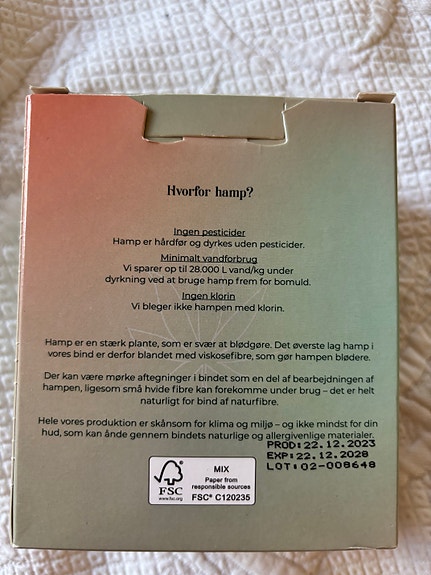 Hvorfor hamp?
Ingen pesticider
Hamp er hårdfør og dyrkes uden pesticider.
Minimalt vandforbrug
Vi sparer op til 28.000 L vand/kg under
dyrkning ved at bruge hamp frem for bomuld.
Ingen klorin
Vi bleger ikke hampen med klorin.
Hamp er en stærk plante, som er svær at blødgøre. Det øverste lag hamp i
vores bind er derfor blandet med viskosefibre, som gør hampen blødere.
Der kan være mørke aftegninger i bindet som en del af bearbejdningen af
hampen, ligesom små hvide fibre kan forekomme under brug – det er helt
naturligt for bind af naturfibre.
Hele vores produktion er skånsom for klima og miljø – og ikke mindst for din
hud, som kan ånde gennem bindets naturlige og allergivenlige materialer.
PROD:22.12.2023
EXP:22.12.2028
LOT:02-008648
FSC
www.fsc.org
MIX
Paper from
responsible sources
FSC® C120235